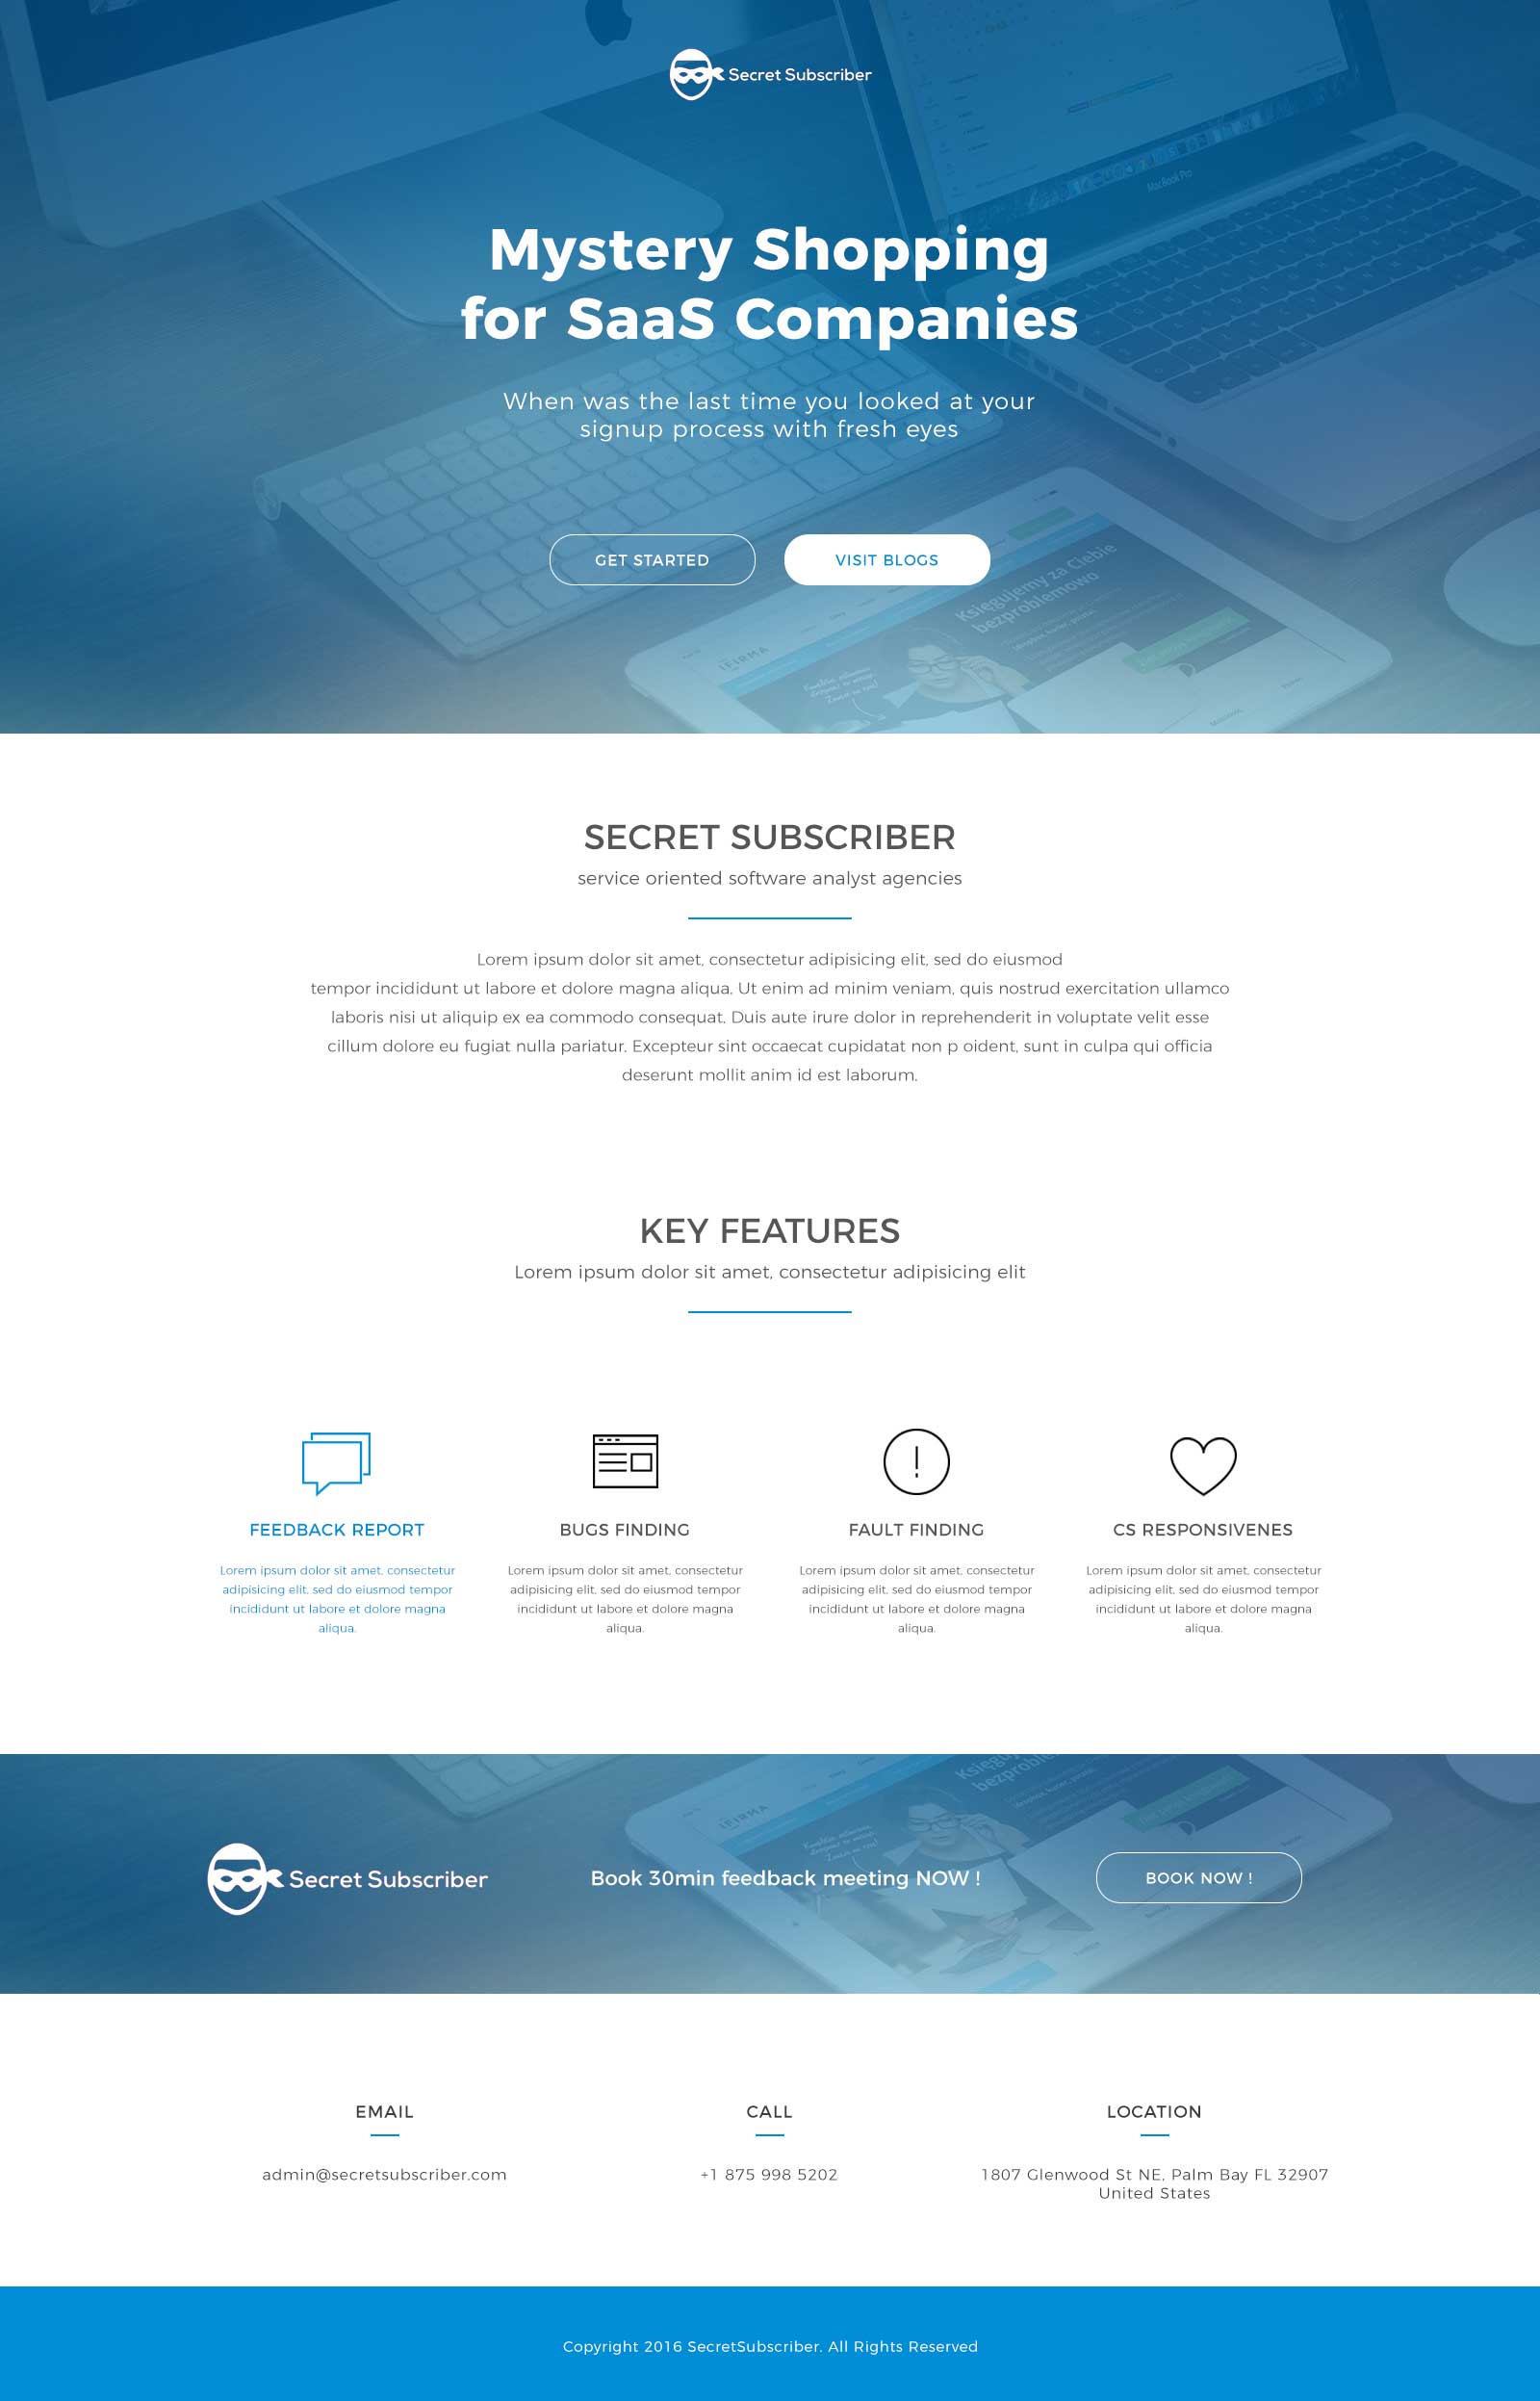 Secret Subscriber
MacBook Pro
Mystery Shopping
for SaaS Companies
When was the last time you looked at your
signup process with fresh eyes
GET STARTED
VISIT BLOGS
Księgujemy za Ciebie
bezproblemowo
IFIRMA
SECRET SUBSCRIBER
service oriented software analyst agencies
Lorem ipsum dolor sit amet, consectetur adipisicing elit, sed do eiusmod
tempor incididunt ut labore et dolore magna aliqua. Ut enim ad minim veniam, quis nostrud exercitation ullamco
laboris nisi ut aliquip ex ea commodo consequat. Duis aute irure dolor in reprehenderit in voluptate velit esse
cillum dolore eu fugiat nulla pariatur. Excepteur sint occaecat cupidatat non p oident, sunt in culpa qui officia
deserunt mollit anim id est laborum.
KEY FEATURES
Lorem ipsum dolor sit amet, consectetur adipisicing elit
FEEDBACK REPORT
Lorem ipsum dolor sit amet, consectetur
adipisicing elit, sed do eiusmod tempor
incididunt ut labore et dolore magna
aliqua.
BUGS FINDING
Lorem ipsum dolor sit amet, consectetur
adipisicing elit, sed do eiusmod tempor
incididunt ut labore et dolore magna
aliqua.
FAULT FINDING
Lorem ipsum dolor sit amet, consectetur
adipisicing elit, sed do eiusmod tempor
incididunt ut labore et dolore magna
aliqua.
CS RESPONSIVENES
Lorem ipsum dolor sit amet, consectetur
adipisicing elit, sed do eiusmod tempor
incididunt ut labore et dolore magna
aliqua.
IFIRMA
Secret Subscriber
Book 30min feedback meeting NOW !
BOOK NOW !
EMAIL
admin@secretsubscriber.com
CALL
+1 875 998 5202
LOCATION
1807 Glenwood St NE, Palm Bay FL 32907
United States
Copyright 2016 SecretSubscriber. All Rights Reserved